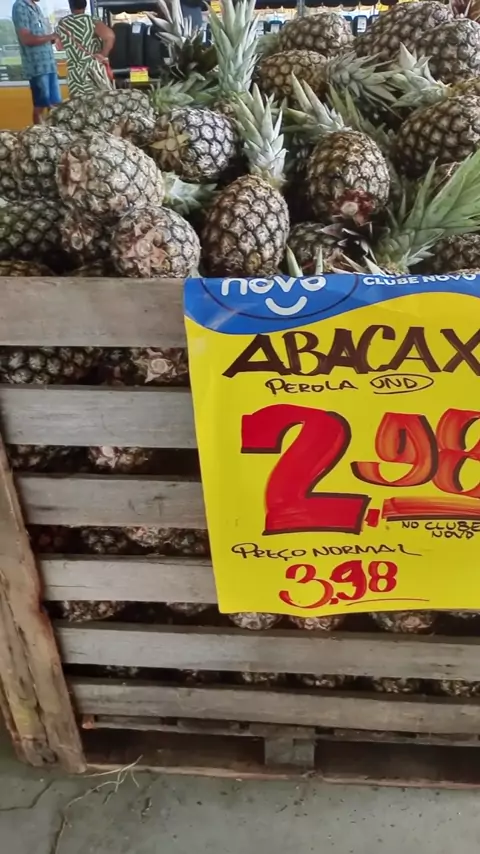 novo
CLUBE NOVO
ABACAX
PEROLA UND
2.98
NO CLUBE
NOVO
PREÇO NORMAL
3.98